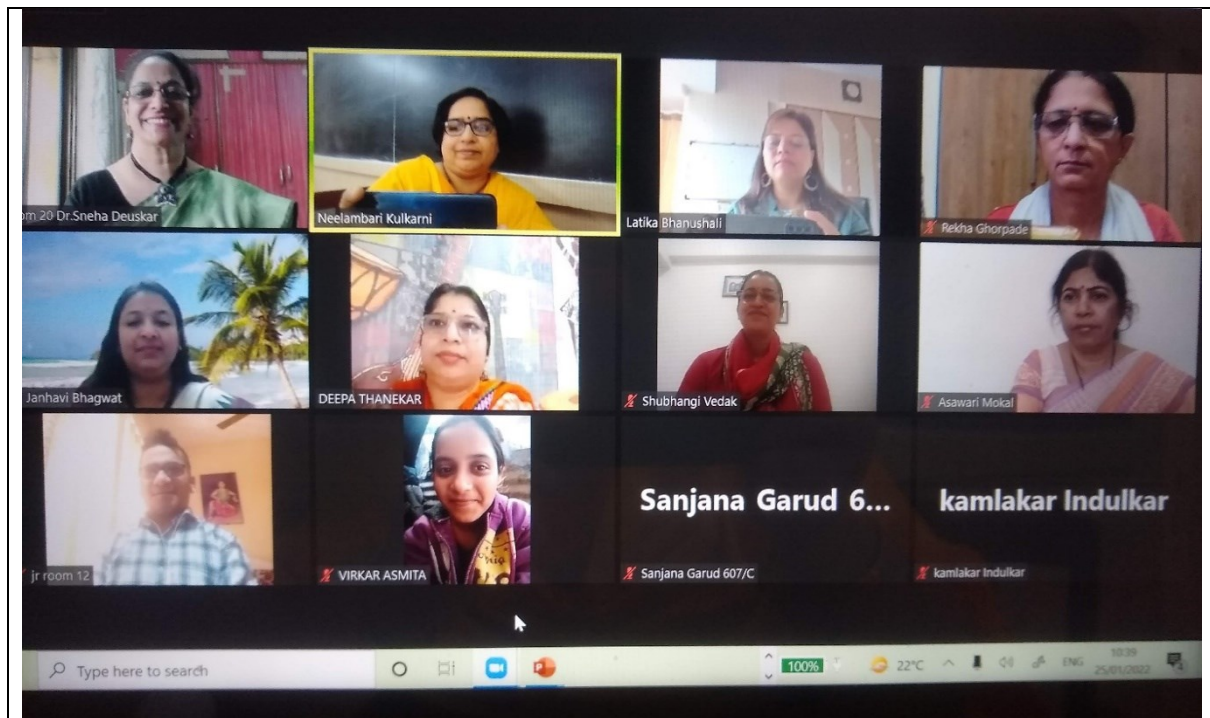 om 20 Dr.Sneha Deuskar
Neelambari Kulkarni
Latika Bhanushali
Rekha Ghorpade
Janhavi Bhagwat
DEEPA THANEKAR
Shubhangi Vedak
Asawari Mokal
jr room 12
VIRKAR ASMITA
Sanjana Garud 6...
Sanjana Garud 607/C
kamlakar Indulkar
kamlakar Indulkar
Type here to search
100%
22°C
ENG
10:39
25/01/2022